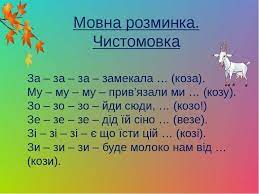 Мовна розминка.
Чистомовка
За – за – за – замекала … (коза).
Му – му – му – прив'язали ми … (козу).
Зо – зо – зо – йди сюди, … (козо!)
Зе – зе – зе – дід їй сіно … (везе).
Зі – зі – зі – є що їсти цій … (козі).
Зи – зи – зи – буде молоко нам від …
(кози).